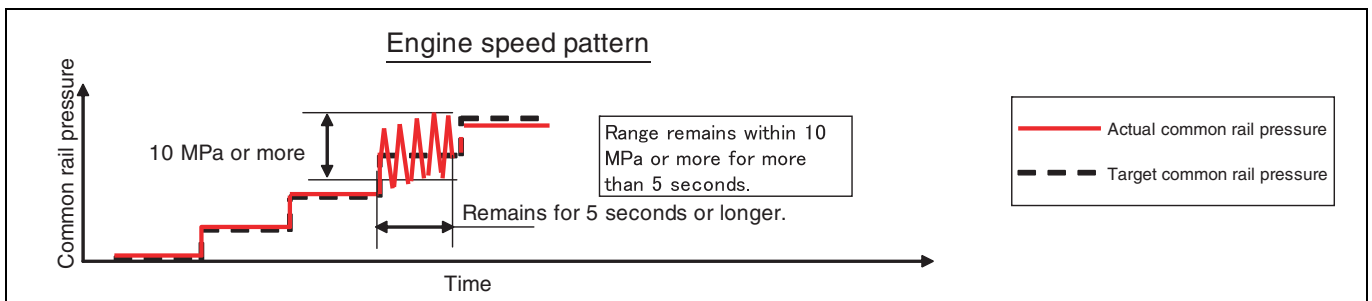 Engine speed pattern
Common rail pressure
10 MPa or more
Range remains within 10
MPa or more for more
than 5 seconds.
Remains for 5 seconds or longer.
Time
Actual common rail pressure
Target common rail pressure